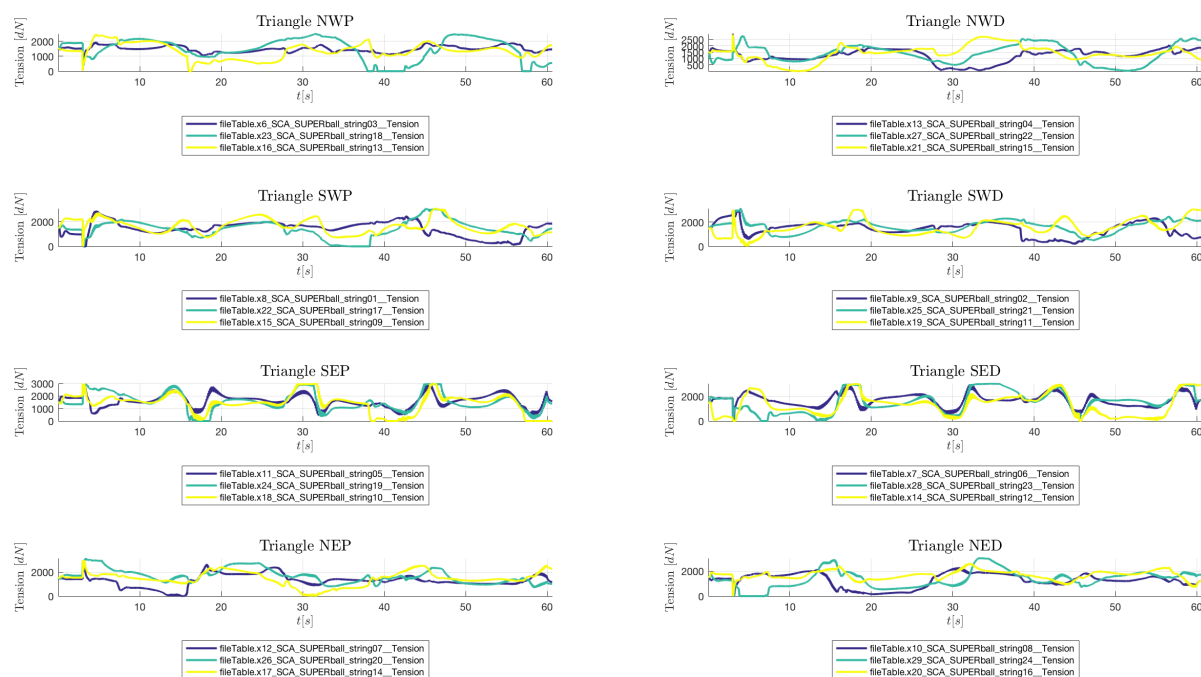 Triangle NWP
Tension [dN]
2000
1000
0
10 20 30 40 50 60
t[s]
fileTable.x6_SCA_SUPERball_string03__Tension
fileTable.x23_SCA_SUPERball_string18__Tension
fileTable.x16_SCA_SUPERball_string13__Tension
Triangle NWD
Tension [dN]
2500
2000
1500
1000
500
10 20 30 40 50 60
t[s]
fileTable.x13_SCA_SUPERball_string04__Tension
fileTable.x27_SCA_SUPERball_string22__Tension
fileTable.x21_SCA_SUPERball_string15__Tension
Triangle SWP
Tension [dN]
2000
0
10 20 30 40 50 60
t[s]
fileTable.x8_SCA_SUPERball_string01__Tension
fileTable.x22_SCA_SUPERball_string17__Tension
fileTable.x15_SCA_SUPERball_string09__Tension
Triangle SWD
Tension [dN]
2000
0
10 20 30 40 50 60
t[s]
fileTable.x9_SCA_SUPERball_string02__Tension
fileTable.x25_SCA_SUPERball_string21__Tension
fileTable.x19_SCA_SUPERball_string11__Tension
Triangle SEP
Tension [dN]
3000
2000
1000
0
10 20 30 40 50 60
t[s]
fileTable.x11_SCA_SUPERball_string05__Tension
fileTable.x24_SCA_SUPERball_string19__Tension
fileTable.x18_SCA_SUPERball_string10__Tension
Triangle SED
Tension [dN]
2000
0
10 20 30 40 50 60
t[s]
fileTable.x7_SCA_SUPERball_string06__Tension
fileTable.x28_SCA_SUPERball_string23__Tension
fileTable.x14_SCA_SUPERball_string12__Tension
Triangle NEP
Tension [dN]
2000
0
10 20 30 40 50 60
t[s]
fileTable.x12_SCA_SUPERball_string07__Tension
fileTable.x26_SCA_SUPERball_string20__Tension
fileTable.x17_SCA_SUPERball_string14__Tension
Triangle NED
Tension [dN]
2000
0
10 20 30 40 50 60
t[s]
fileTable.x10_SCA_SUPERball_string08__Tension
fileTable.x29_SCA_SUPERball_string24__Tension
fileTable.x20_SCA_SUPERball_string16__Tension